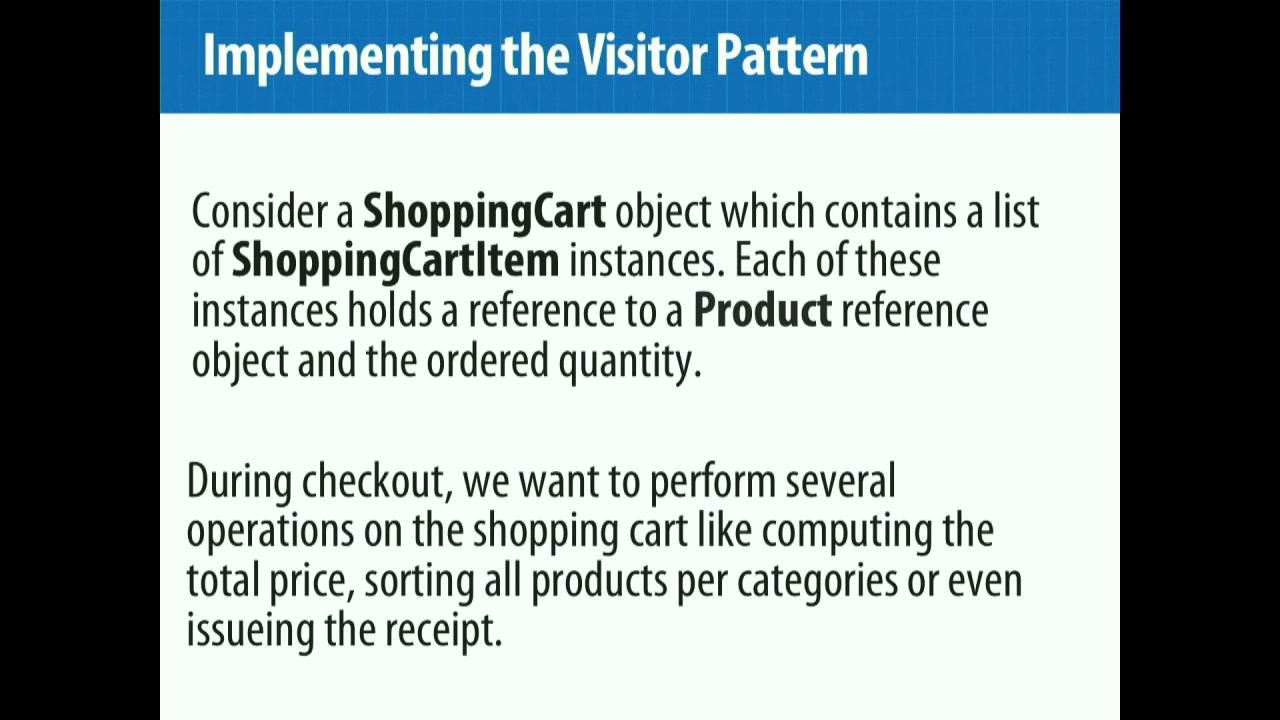 Implementing the Visitor Pattern
Consider a ShoppingCart object which contains a list
of ShoppingCartItem instances. Each of these
instances holds a reference to a Product reference
object and the ordered quantity.
During checkout, we want to perform several
operations on the shopping cart like computing the
total price, sorting all products per categories or even
issueing the receipt.